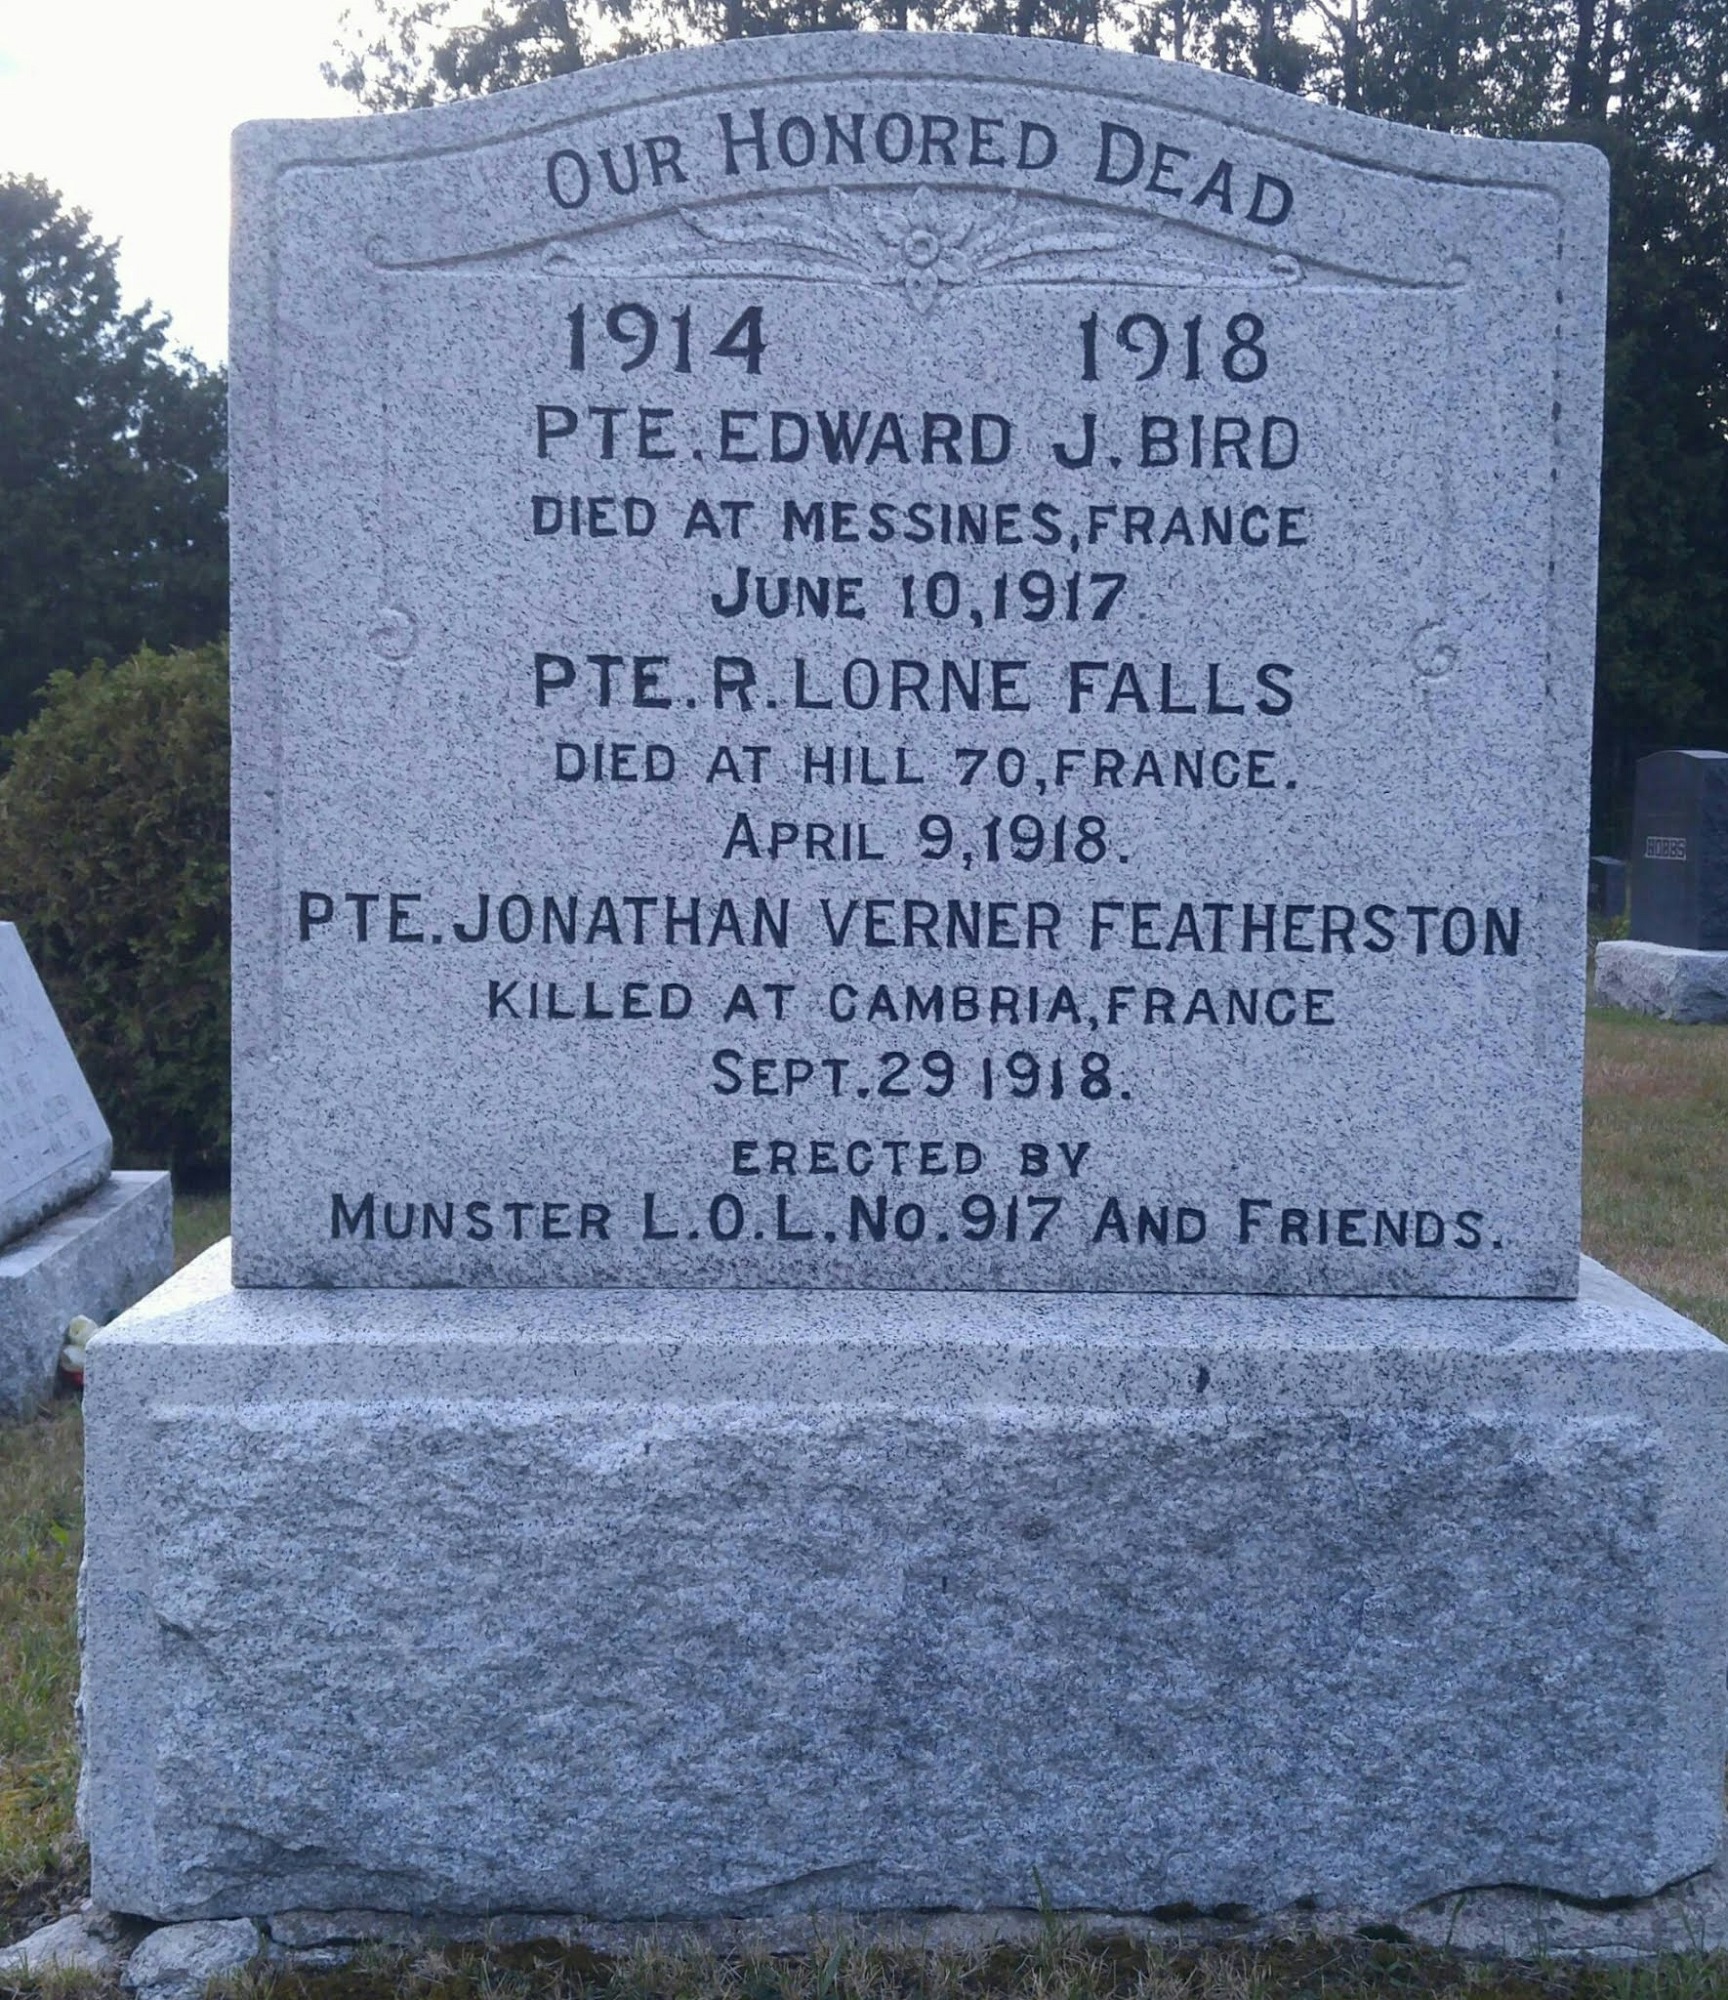 OUR HONORED DEAD
1914 1918
PTE. EDWARD J. BIRD
DIED AT MESSINES, FRANCE
JUNE 10, 1917
PTE. R. LORNE FALLS
DIED AT HILL 70, FRANCE.
APRIL 9, 1918.
PTE. JONATHAN VERNER FEATHERSTON
KILLED AT CAMBRIA, FRANCE
SEPT. 29 1918.
ERECTED BY
MUNSTER L.O.L. NO. 917 AND FRIENDS.
HOBBS